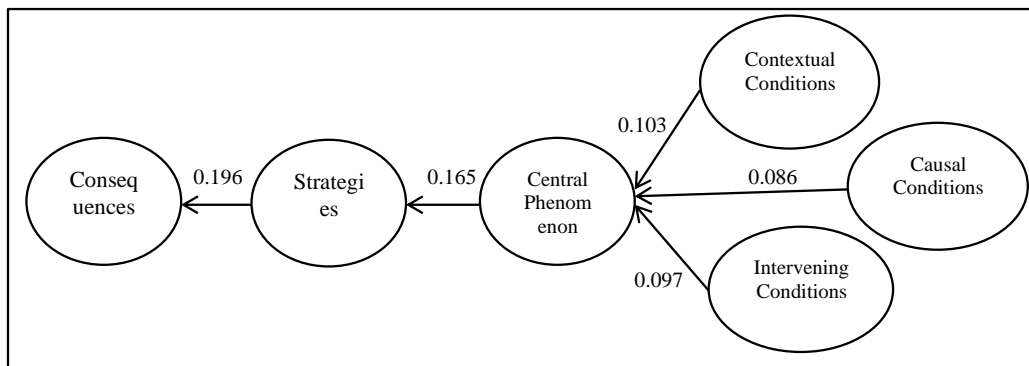 Contextual
Conditions
0.103
Causal
Conditions
0.086
Conseq
uences
0.196
Strategi
es
0.165
Central
Phenom
enon
0.097
Intervening
Conditions